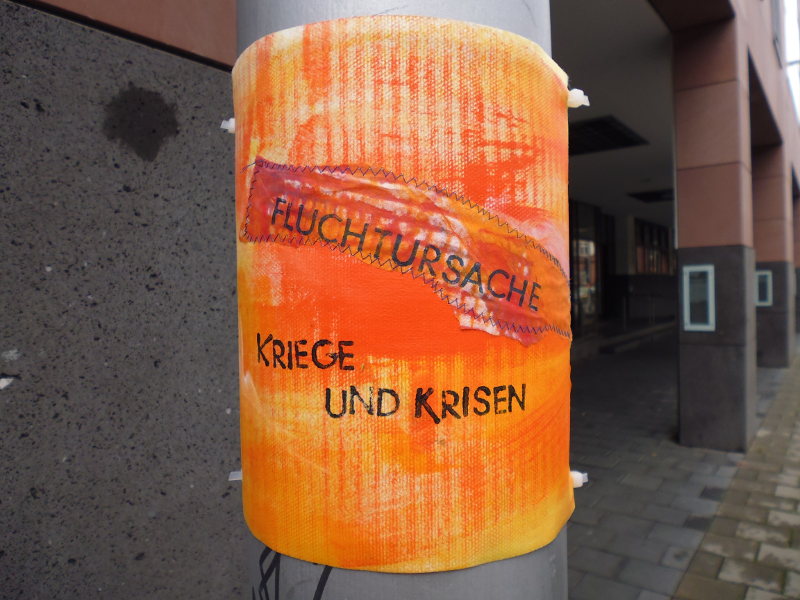 FLUCHTURSACHE
KRIEGE
UND KRISEN